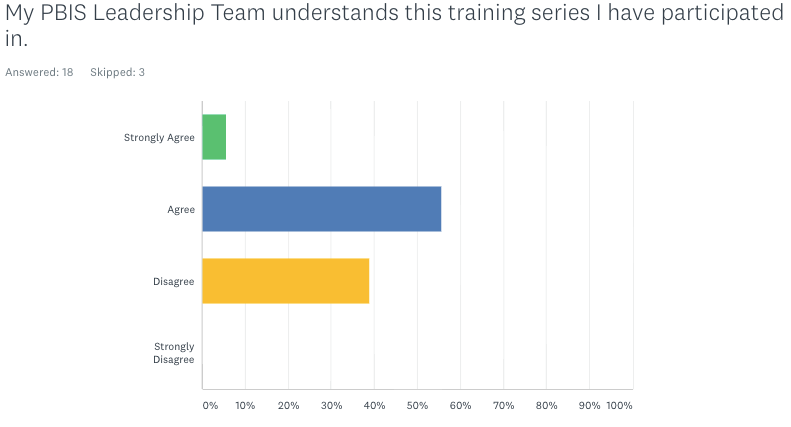 My PBIS Leadership Team understands this training series I have participated
in.
Answered: 18 Skipped: 3
Strongly Agree
Agree
Disagree
Strongly
Disagree
0% 10% 20% 30% 40% 50% 60% 70% 80% 90% 100%